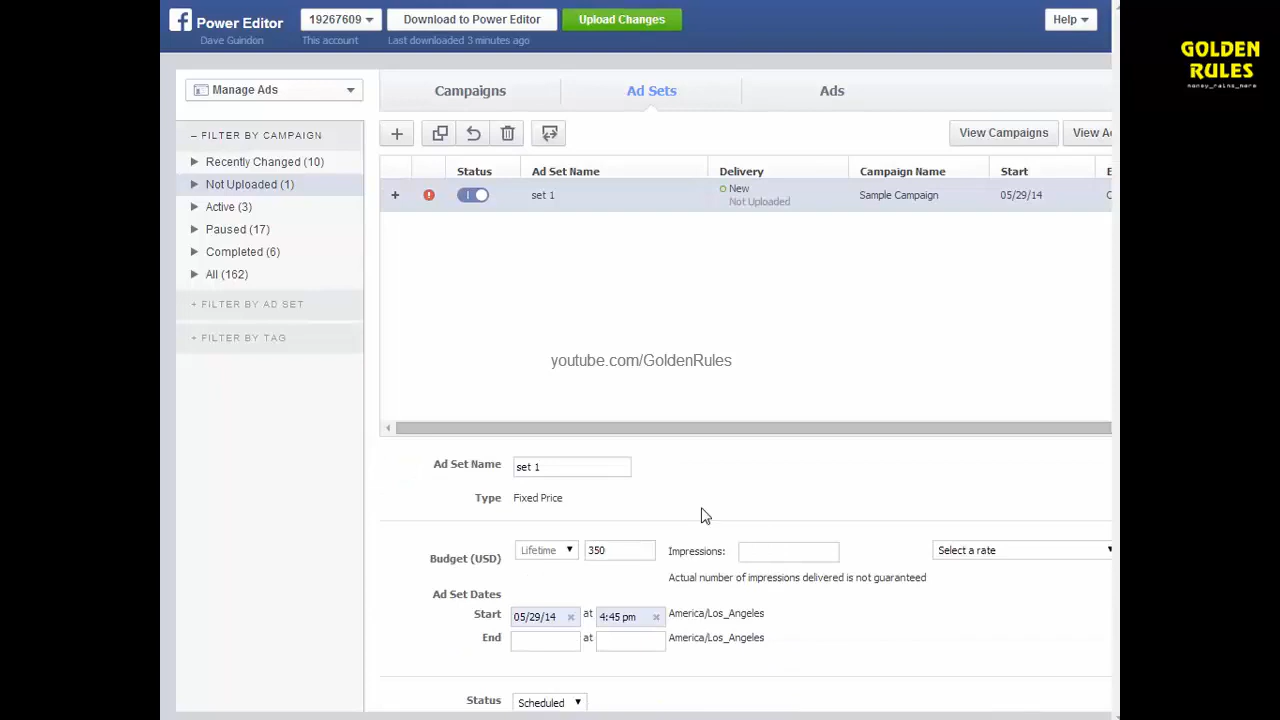 Power Editor
Dave Guindon
19267609
This account
Download to Power Editor
Last downloaded 3 minutes ago
Upload Changes
Help
GOLDEN
RULES
money_rains_here
Manage Ads
Campaigns
Ad Sets
Ads
– FILTER BY CAMPAIGN
Recently Changed (10)
Not Uploaded (1)
Active (3)
Paused (17)
Completed (6)
All (162)
+ FILTER BY AD SET
+ FILTER BY TAG
View Campaigns
View A
Status
Ad Set Name
Delivery
Campaign Name
Start
set 1
New
Not Uploaded
Sample Campaign
05/29/14
youtube.com/GoldenRules
Ad Set Name
set 1
Type
Fixed Price
Budget (USD)
Lifetime
350
Impressions:
Select a rate
Actual number of impressions delivered is not guaranteed
Ad Set Dates
Start
05/29/14
at
4:45 pm
America/Los_Angeles
End
at
America/Los_Angeles
Status
Scheduled